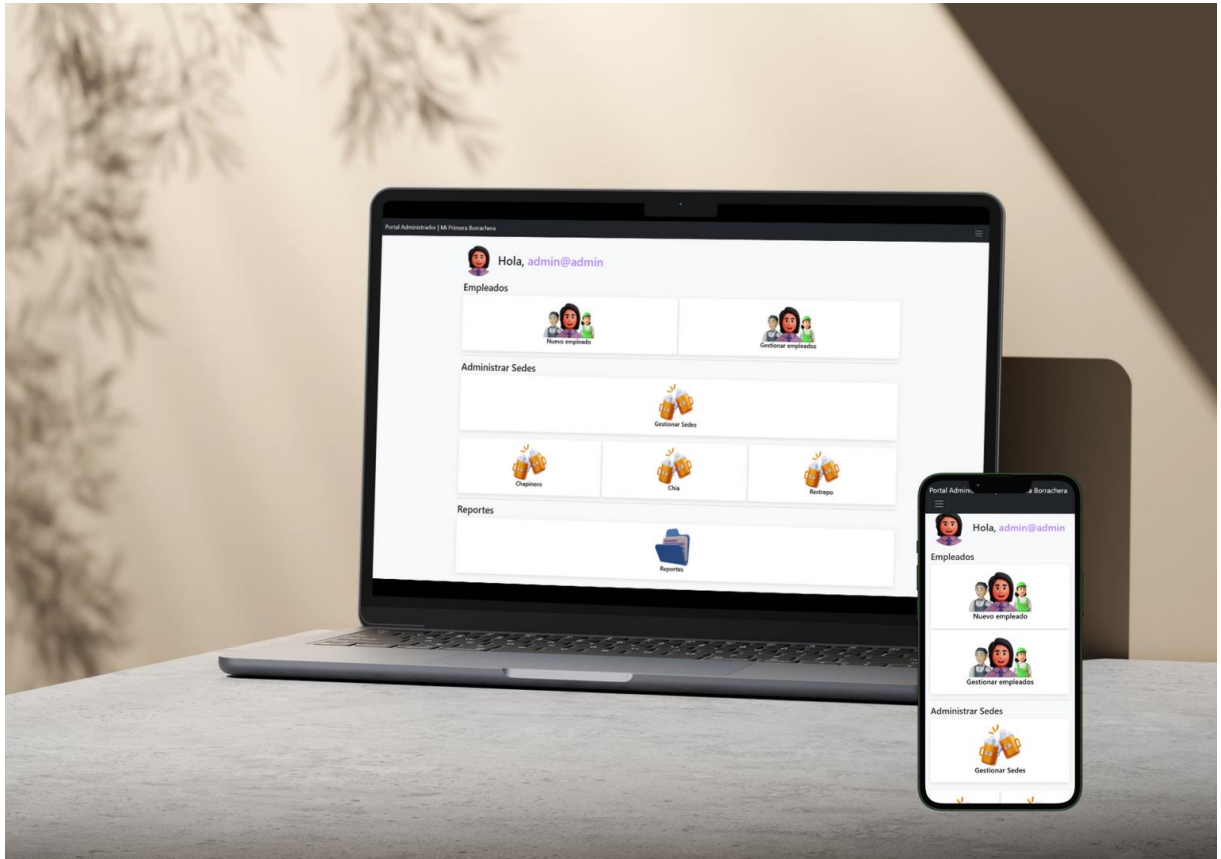 Portal Administrador | Mi Primera Borrachera
Hola, admin@admin
Empleados
Nuevo empleado
Gestionar empleados
Administrar Sedes
Gestionar Sedes
Chapinero
Chia
Restrepo
Reportes
Reportes
Portal Admin
a Borrachera
Hola, admin@admin
Empleados
Nuevo empleado
Gestionar empleados
Administrar Sedes
Gestionar Sedes